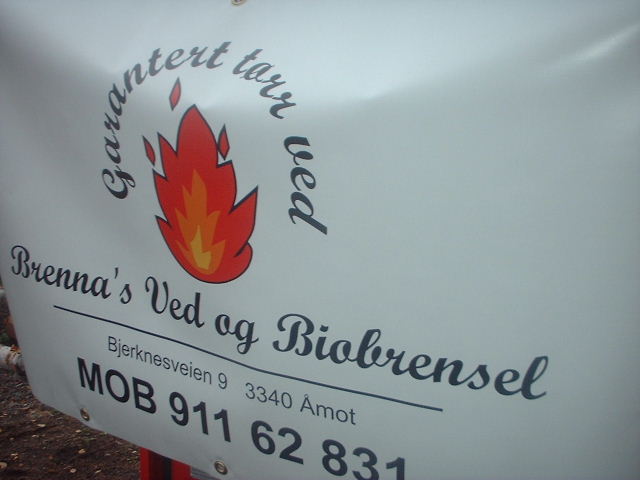 Garantert tørr ved
Brenna's Ved og Biobrensel
Bjerknesveien 9 3340 Åmot
MOB 911 62 831